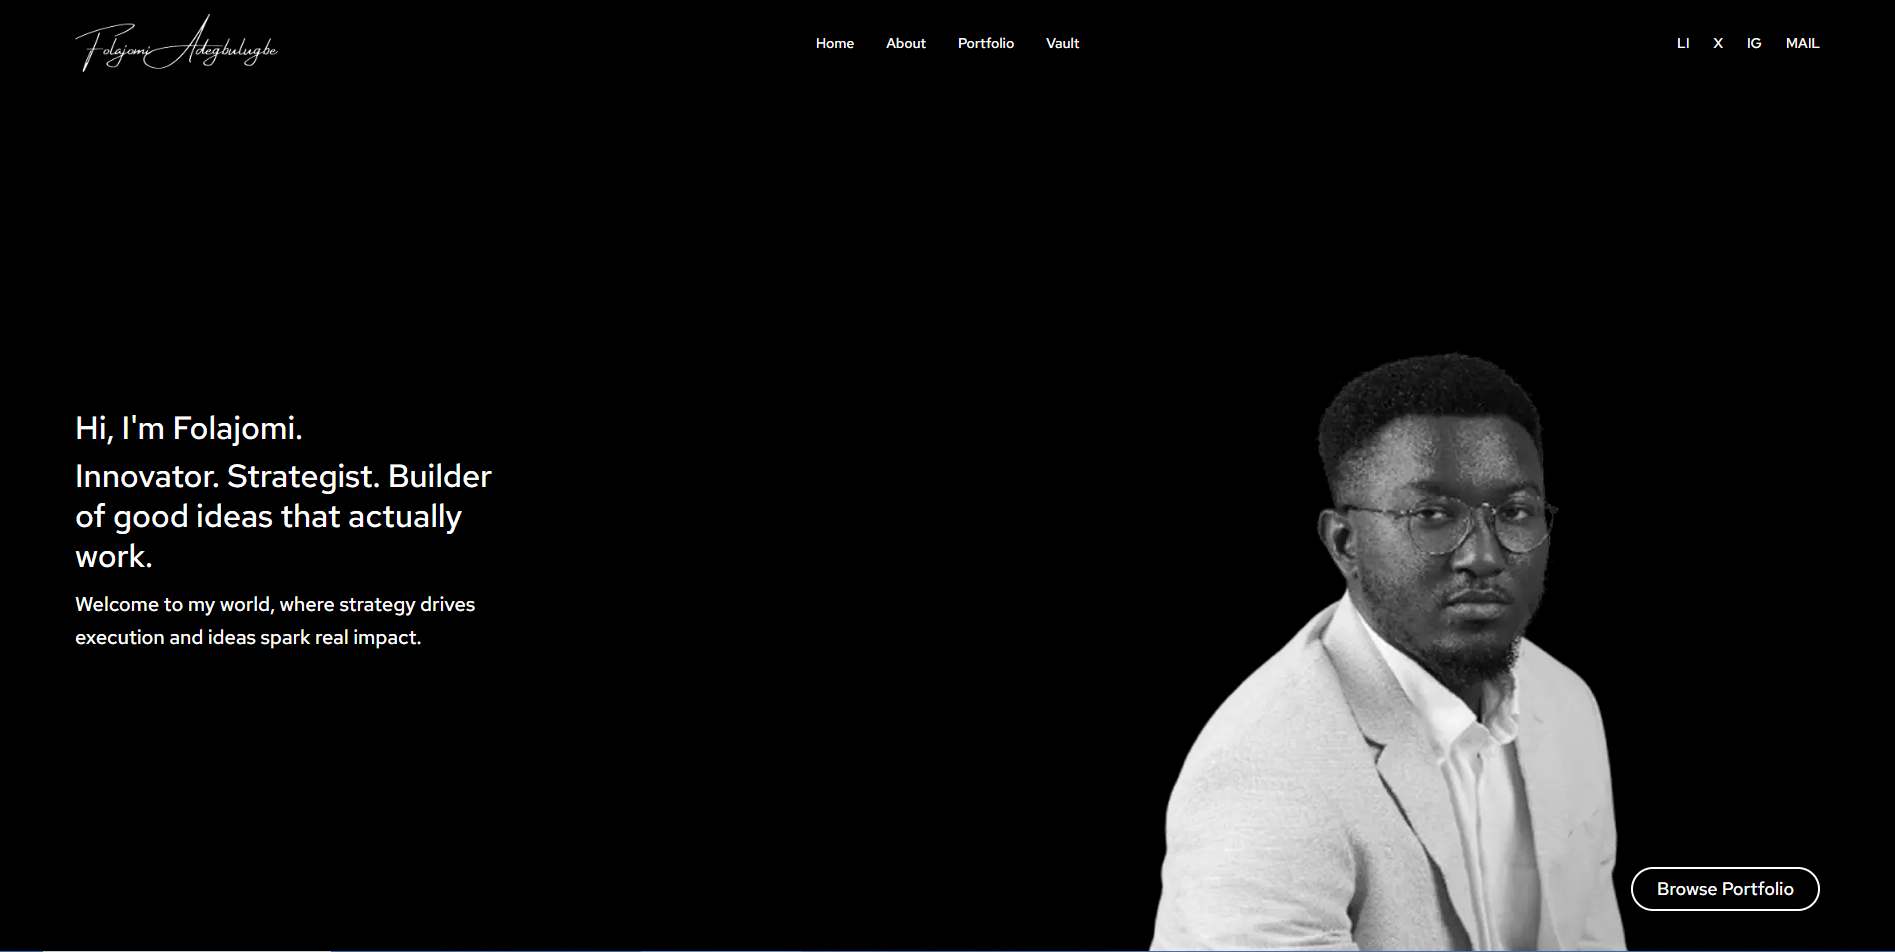 Folajomi Adegbulugbe
Home About Portfolio Vault
LI X IG MAIL
Hi, I'm Folajomi.
Innovator. Strategist. Builder
of good ideas that actually
work.
Welcome to my world, where strategy drives
execution and ideas spark real impact.
Browse Portfolio